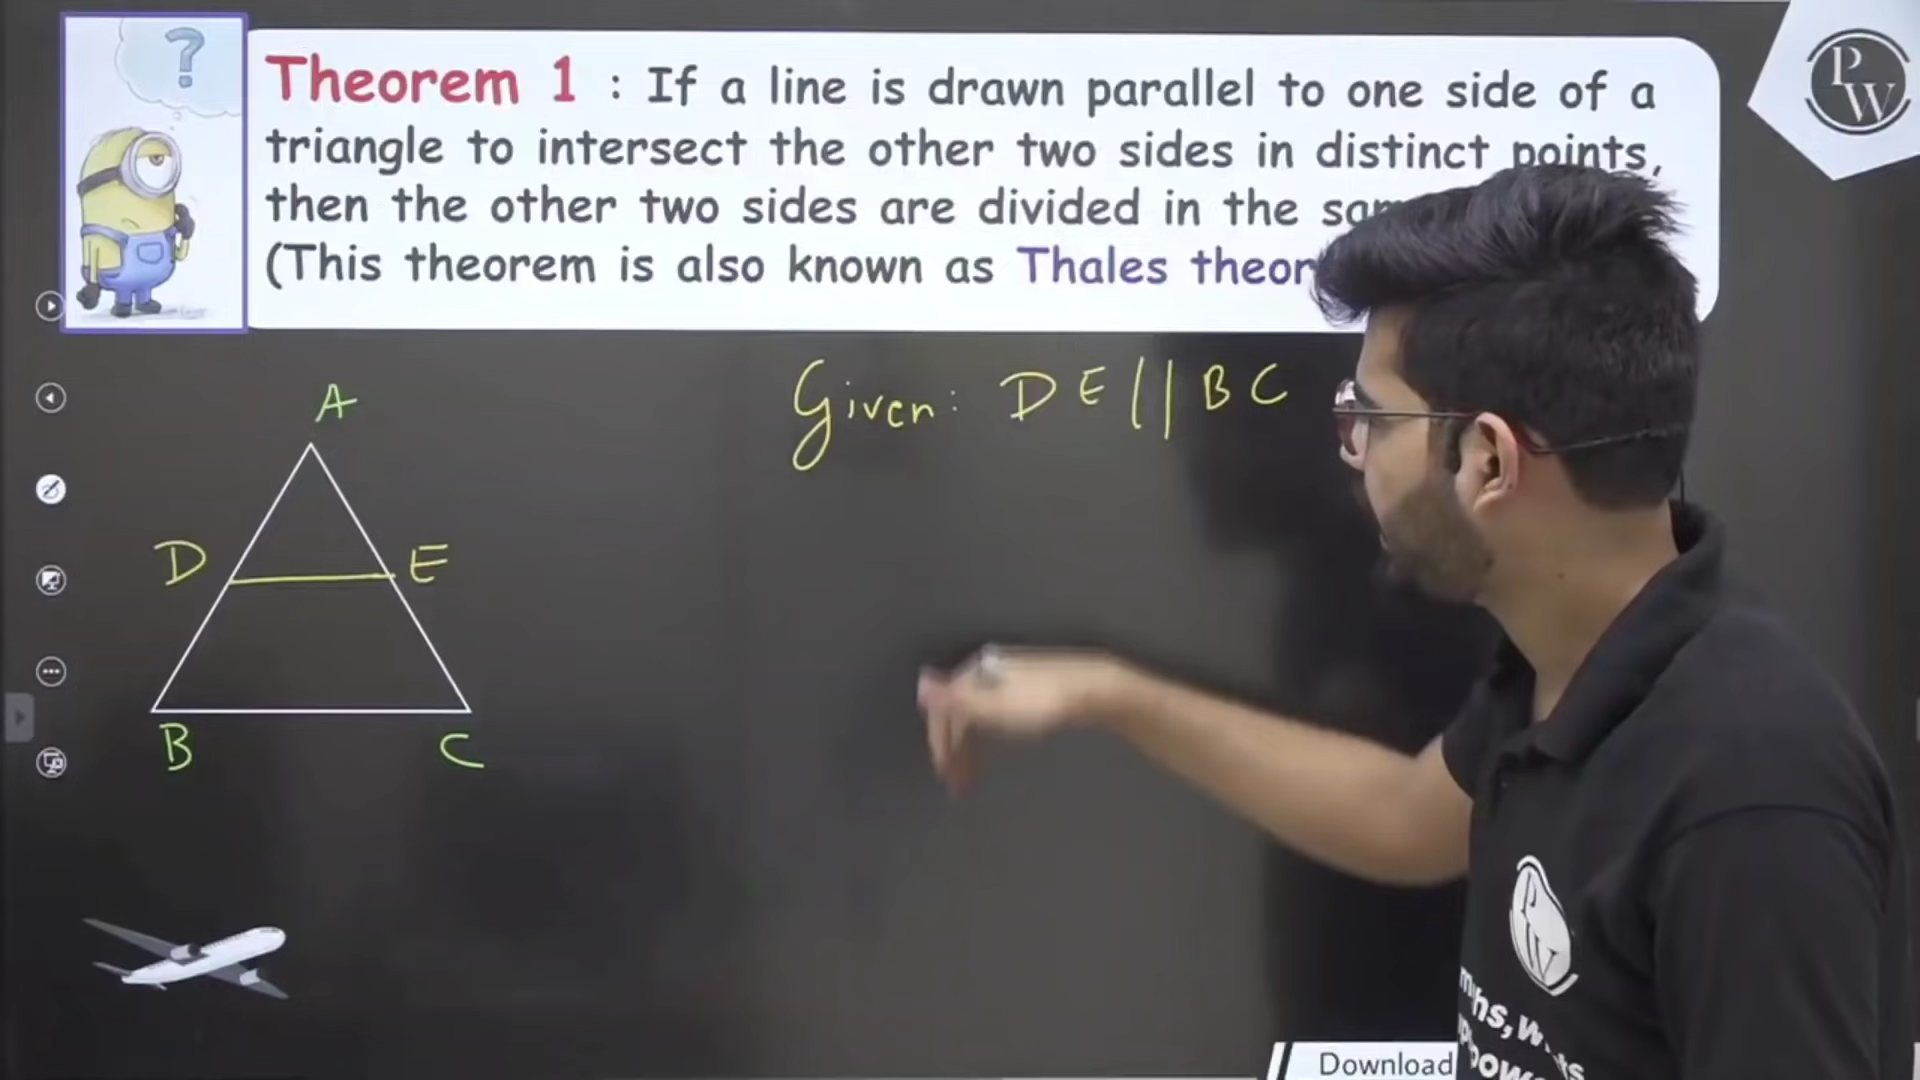 ?
Theorem 1 : If a line is drawn parallel to one side of a
triangle to intersect the other two sides in distinct points,
then the other two sides are divided in the
(This theorem is also known as Thales
PW
Given: DE || BC
A
D E
B C
PW
Download